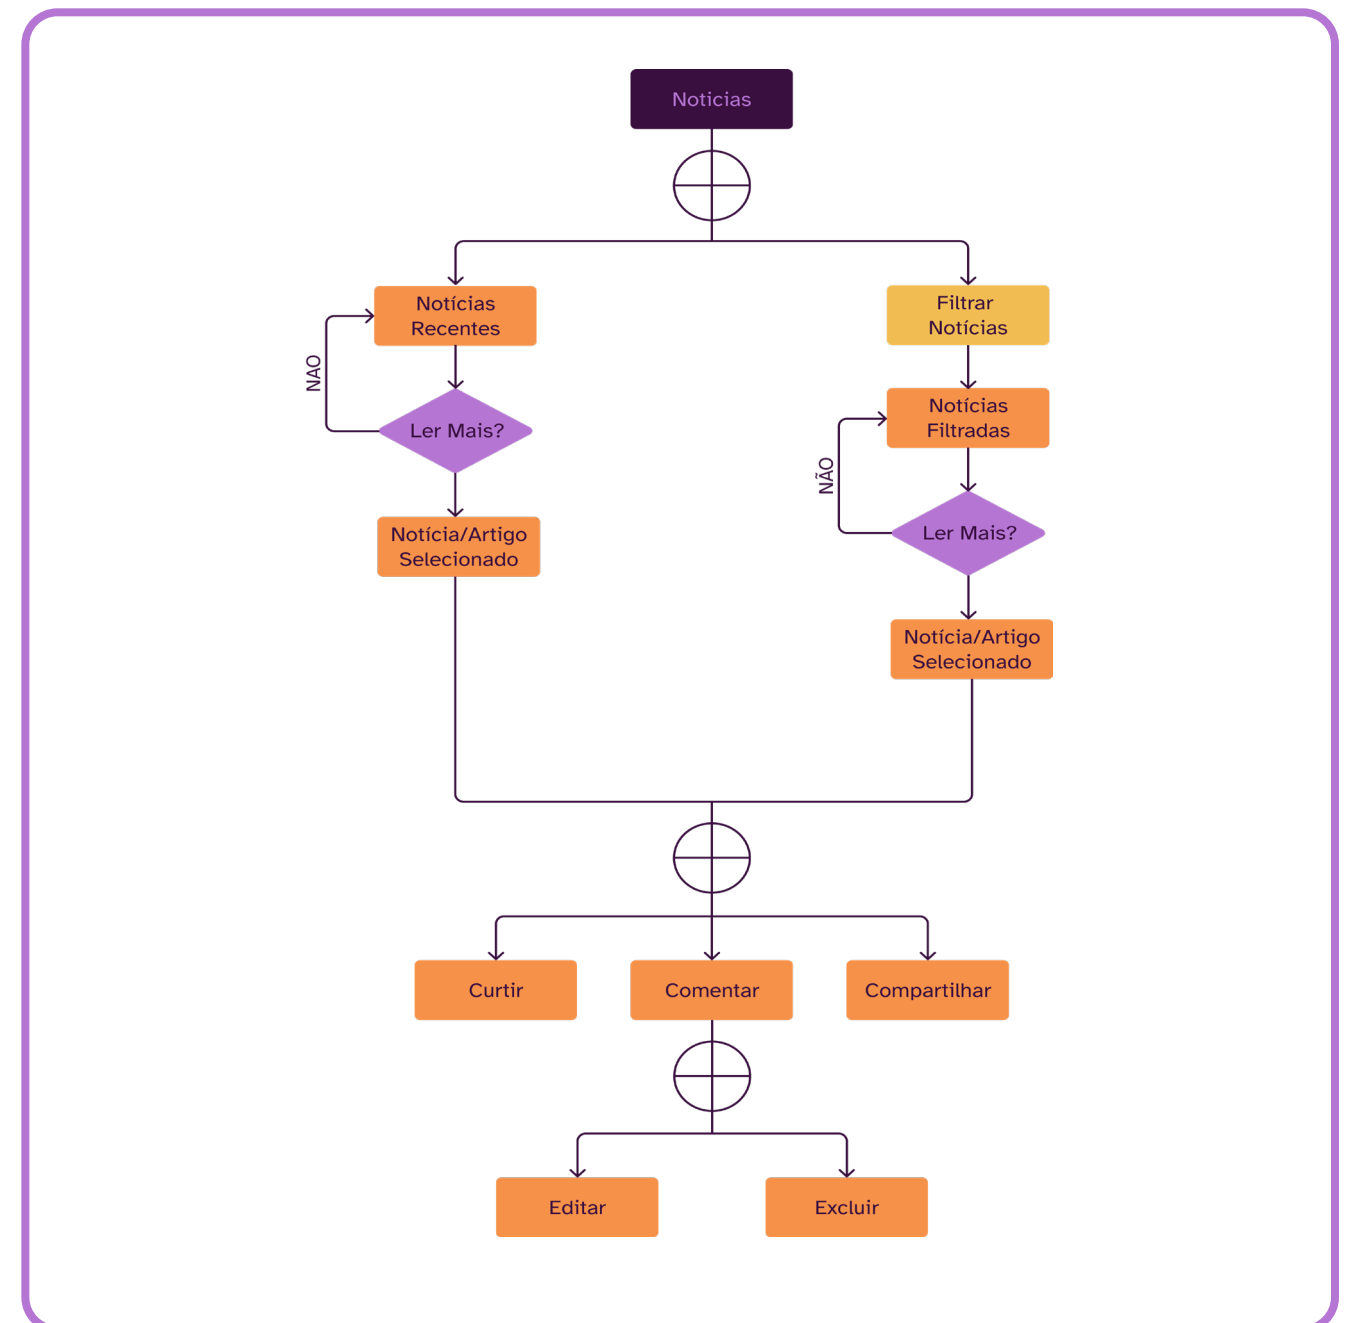 Noticias
Notícias
Recentes
Filtrar
Notícias
NAO
Ler Mais?
Notícias
Filtradas
NÃO
Ler Mais?
Notícia/Artigo
Selecionado
Notícia/Artigo
Selecionado
Curtir
Comentar
Compartilhar
Editar
Excluir